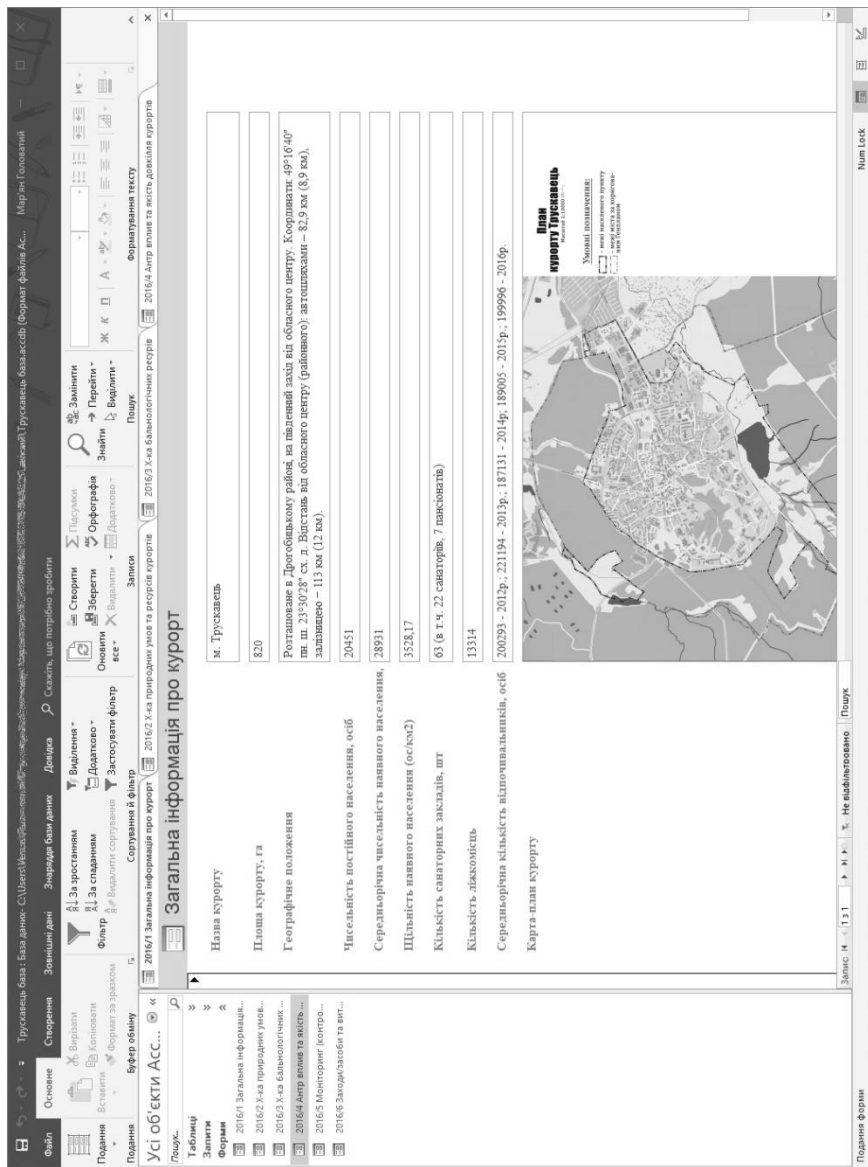 Трускавець база : База даних- C:\Users\
\Трускавець база.accdb (Формат файлів Ac... Мар'ян Головатий
Файл Основне Створення Зовнішні дані Знаряддя бази даних Довідка Скажіть, що потрібно зробити
Подання
Подання
Вставити
Вирізати
Копіювати
Формат за зразком
Буфер обміну
Фільтр
За зростанням
За спаданням
Видалити сортування
Виділення
Додатково
Застосувати фільтр
Сортування й фільтр
Оновити все
Створити
Зберегти
Видалити
Підсумки
Орфографія
Додатково
Записи
Знайти
Замінити
Перейти
Виділити
Пошук
Ж К П
Форматування тексту
Усі об'єкти Acc...
Пошук...
Таблиці
Запити
Форми
2016/1 Загальна інформація...
2016/2 Х-ка природних умов...
2016/3 Х-ка бальнологічних ...
2016/4 Антр вплив та якість ...
2016/5 Моніторинг (контро...
2016/6 Заходи/засоби та вит...
2016/1 Загальна інформація про курорт
2016/2 Х-ка природних умов та ресурсів курортів
2016/3 Х-ка бальнологічних ресурів
2016/4 Антр вплив та якість довкілля курортів
Загальна інформація про курорт
Назва курорту м. Трускавець
Площа курорту, га 820
Географічне положення Розташоване в Дрогобицькому районі, на південний захід від обласного центру. Координати: 49°16'40"
пн. ш. 23°30'28" сх. д. Відстань від обласного центру (районного): автошляхами – 82,9 км (8,9 км),
залізницею – 113 км (12 км).
Чисельність постійного населення, осіб 20451
Середньорічна чисельність наявного населення, 28931
Щільність наявного населення (ос/км2) 3528,17
Кількість санаторних закладів, шт 63 (в т.ч. 22 санаторіїв, 7 пансіонатів)
Кількість ліжкомісць 13314
Середньорічна кількість відпочивальників, осіб 200293 - 2012р.; 221194 - 2013р.; 187131 - 2014р; 189005 - 2015р.; 199996 - 2016р.
Карта-план курорту
План
курорту Трускавець
Умовні позначення:
- межі населеного пункту
- межі міста за коригова-
ним Генпланом
Запис: 1 з 1 Не відфільтровано Пошук
Подання форми Num Lock